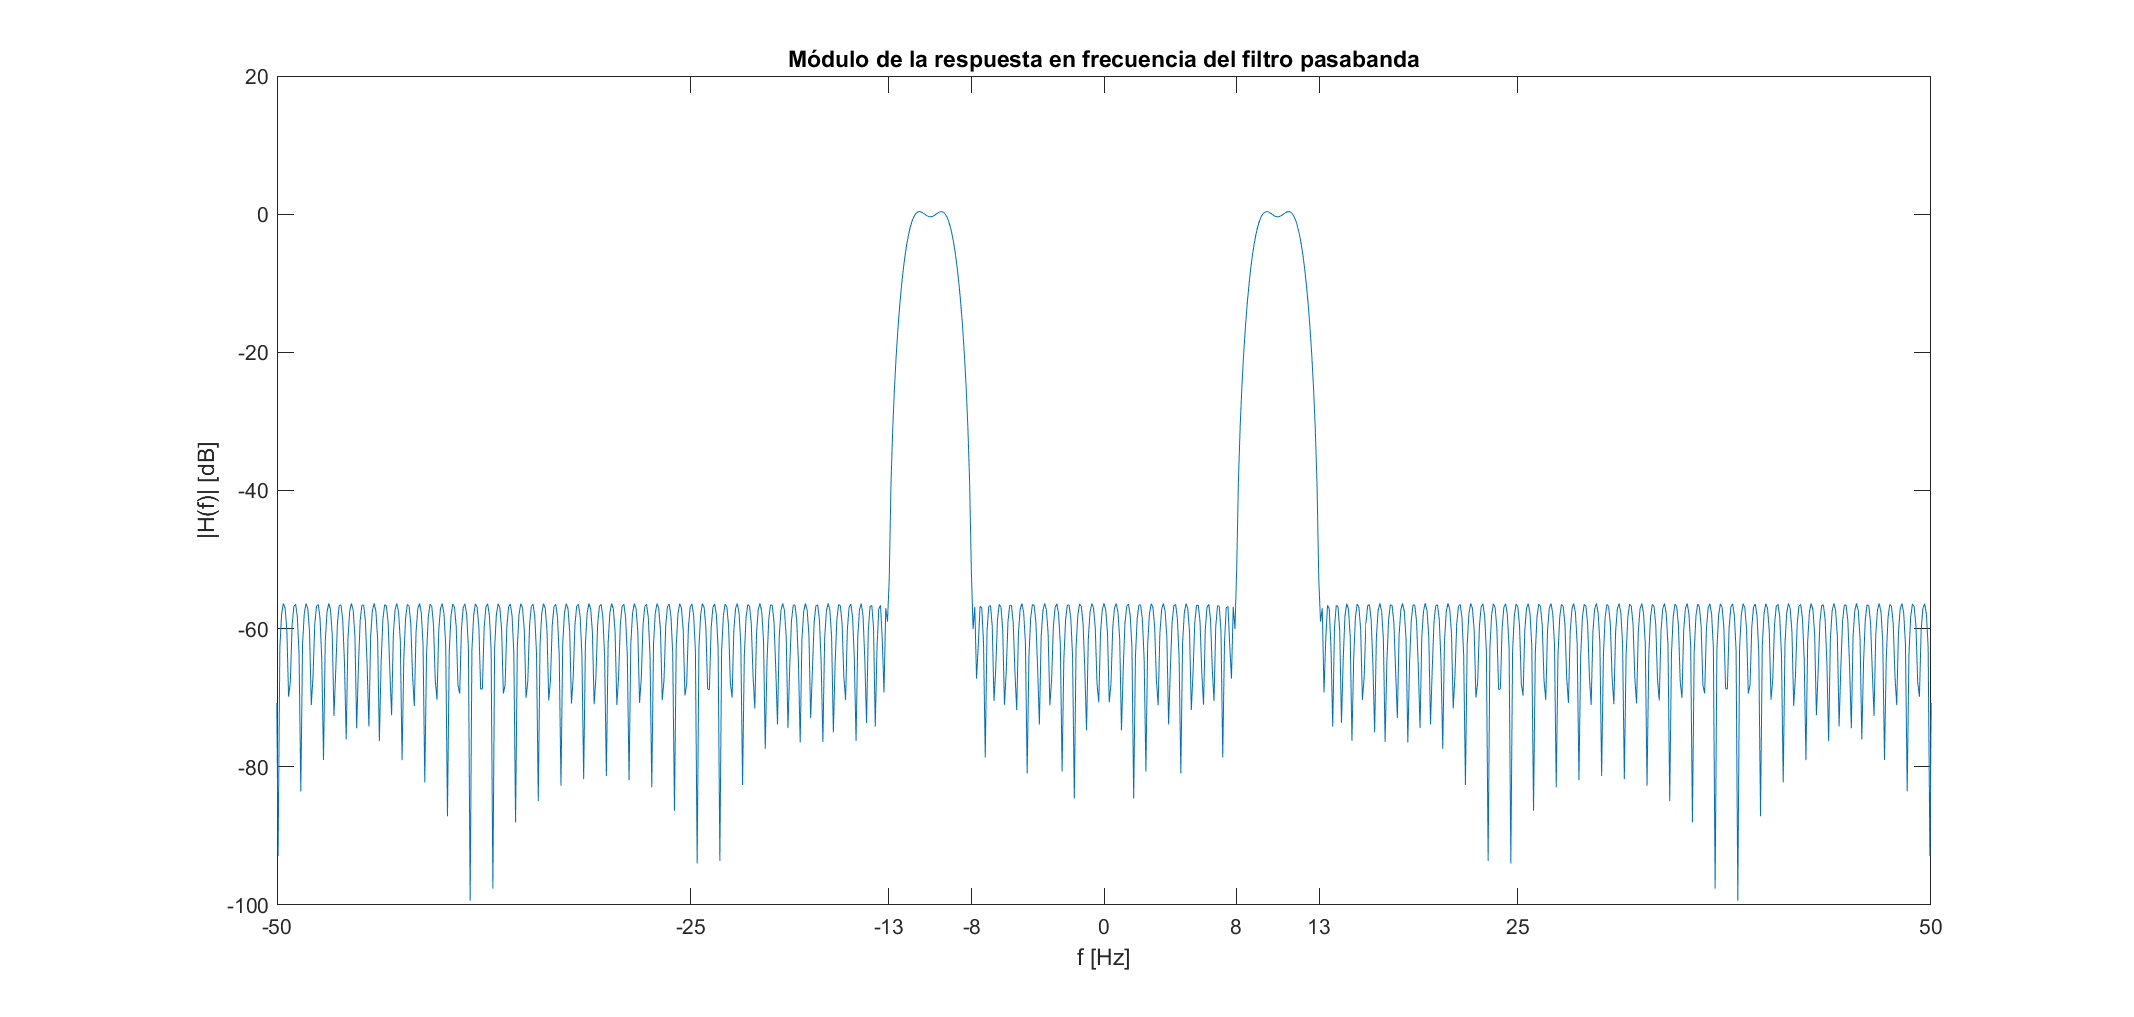 Módulo de la respuesta en frecuencia del filtro pasabanda
20
0
-20
-40
-60
-80
-100
|H(f)| [dB]
-50 -25 -13 -8 0 8 13 25 50
f [Hz]